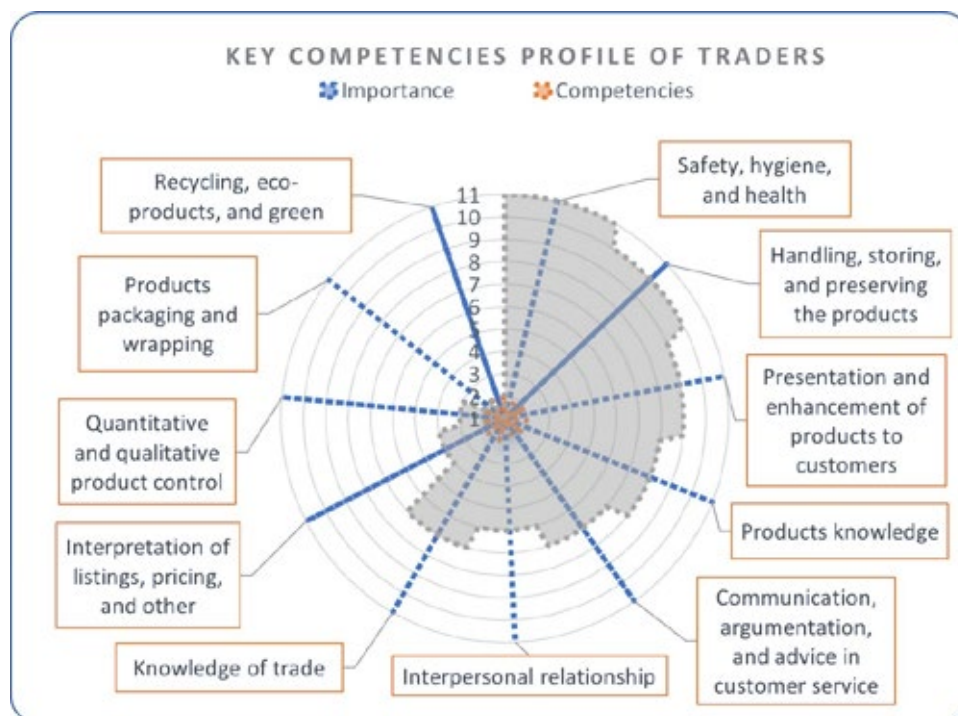 KEY COMPETENCIES PROFILE OF TRADERS
Importance
Competencies
Recycling, eco-
products, and green
Safety, hygiene,
and health
Products
packaging and
wrapping
Handling, storing,
and preserving
the products
Quantitative
and qualitative
product control
Presentation and
enhancement of
products to
customers
Interpretation of
listings, pricing,
and other
Products knowledge
Knowledge of trade
Interpersonal relationship
Communication,
argumentation,
and advice in
customer service
11
10
9
8
7
6
5
4
3
2
1